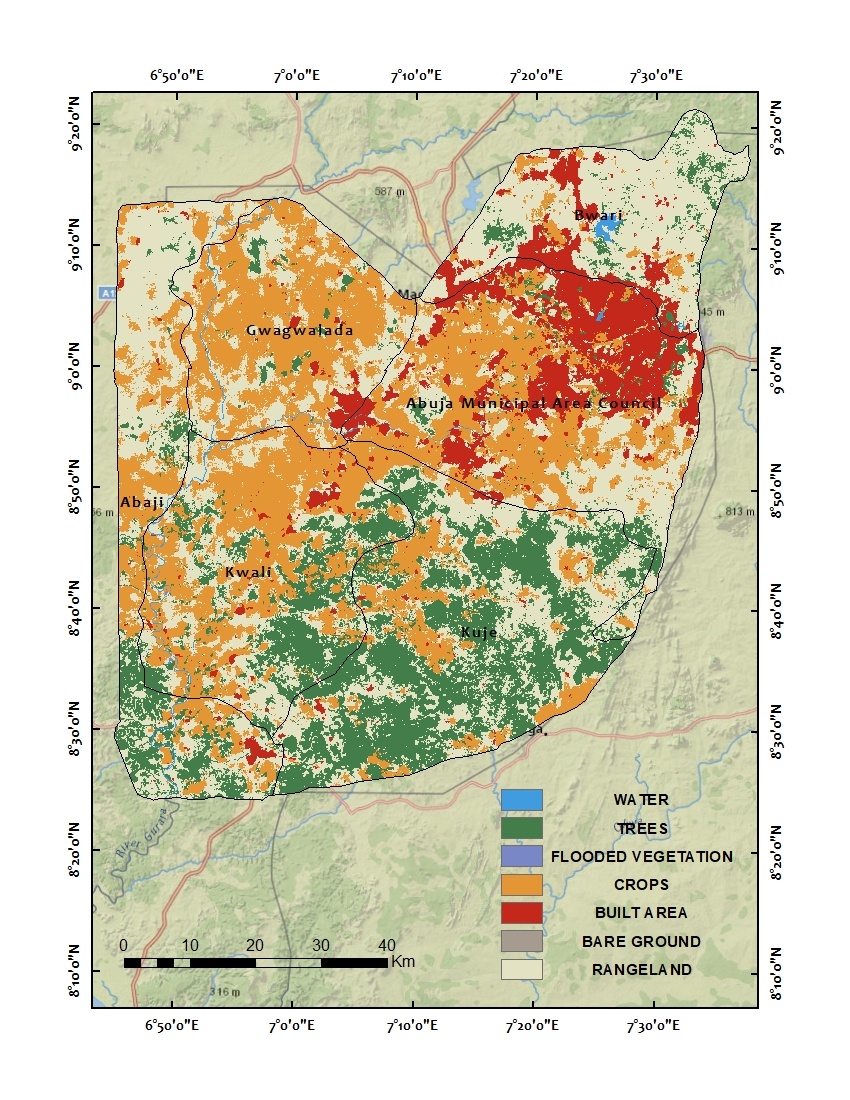 6°50'0"E 7°0'0"E 7°10'0"E 7°20'0"E 7°30'0"E
9°20'0"N 9°20'0"N
587 m
Bwari
9°10'0"N 9°10'0"N
A1
Ma
45 m
Gwagwalada
9°0'0"N 9°0'0"N
Abuja Municipal Area Council
8°50'0"N 8°50'0"N
Abaji
6 m
813 m
Kwali
8°40'0"N 8°40'0"N
Kuje
8°30'0"N 8°30'0"N
ga.
WATER
TREES
FLOODED VEGETATION
CROPS
BUILT AREA
BARE GROUND
RANGELAND
River Gurara
8°20'0"N 8°20'0"N
0 10 20 30 40
Km
8°10'0"N 8°10'0"N
316 m
6°50'0"E 7°0'0"E 7°10'0"E 7°20'0"E 7°30'0"E